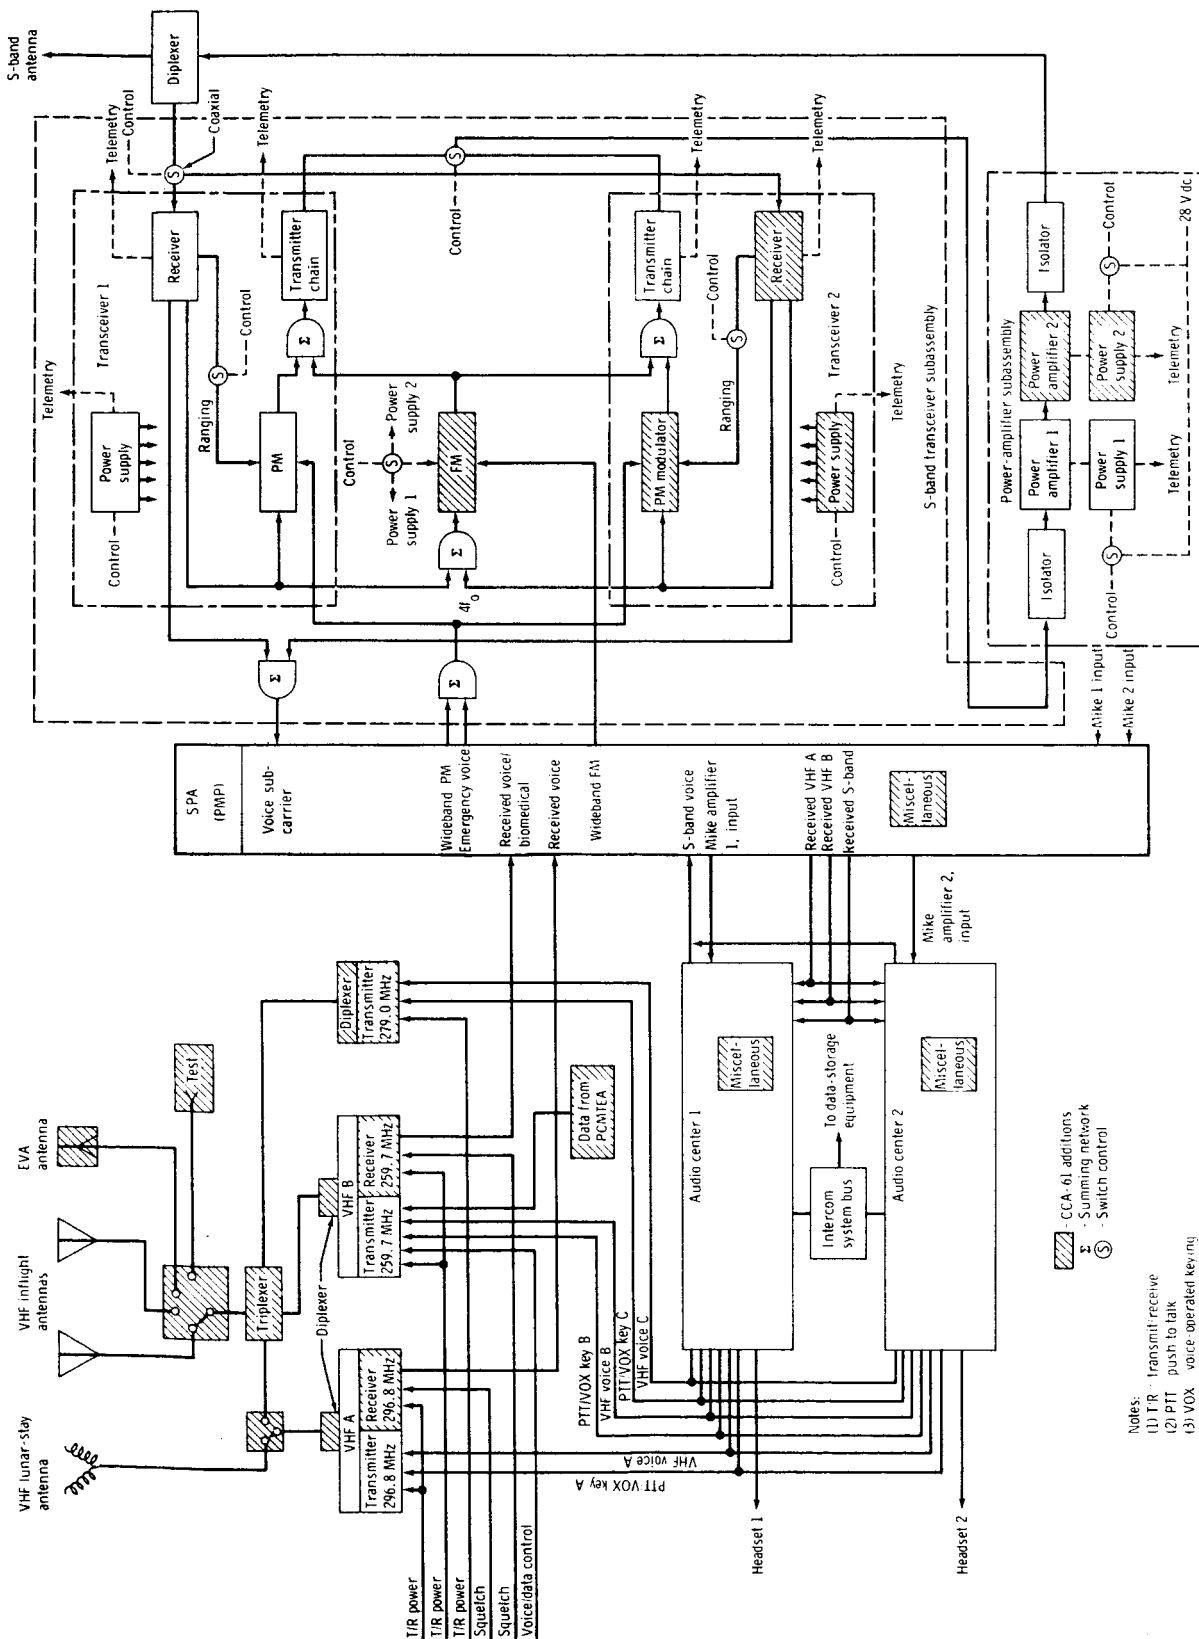 VHF lunar-stay
antenna
VHF inflight
antennas
EVA
antenna
Test
Triplexer
Diplexer
VHF A
Transmitter
296.8 MHz
Receiver
296.8 MHz
VHF B
Transmitter
259.7 MHz
Receiver
259.7 MHz
Diplexer
Transmitter
279.0 MHz
T/R power
T/R power
T/R power
Squelch
Squelch
Voice/data control
Data from
PCMTEA
PTT/VOX key A
VHF voice A
PTT/VOX key B
VHF voice B
PTT/VOX key C
VHF voice C
Headset 1
Headset 2
Audio center 1
Miscel-
laneous
Intercom
system bus
To data-storage
equipment
Audio center 2
Miscel-
laneous
Mike
amplifier 2,
input
SPA
(PMP)
Voice sub-
carrier
Wideband PM
Emergency voice
Received voice/
biomedical
Received voice
Wideband FM
S-band voice
Mike amplifier
1, input
Received VHF A
Received VHF B
Received S-band
Miscel-
laneous
Mike 1 input
Mike 2 input
S-band
antenna
Diplexer
Telemetry
Control
Coaxial
S
Telemetry
Telemetry
Transceiver 1
Power
supply
Control
Receiver
Ranging
S
Control
PM
Σ
Transmitter
chain
Σ
Σ
4f₀
Σ
Control
S
Power
supply 1
Power
supply 2
FM
Control
S
Telemetry
Telemetry
Transmitter
chain
Σ
PM modulator
Ranging
Control
S
Receiver
Transceiver 2
Power supply
Control
Telemetry
S-band transceiver subassembly
Power-amplifier subassembly
Isolator
Power
amplifier 1
Power
amplifier 2
Isolator
Control
S
Power
supply 1
Power
supply 2
S
Control
Telemetry
Telemetry
28 V dc
- CCA-61 additions
Σ - Summing network
S - Switch control
Notes:
(1) T/R - transmit-receive
(2) PTT push to talk
(3) VOX voice-operated keying